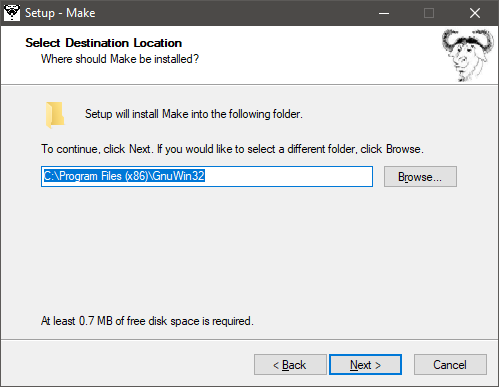 Setup - Make
Select Destination Location
Where should Make be installed?
Setup will install Make into the following folder.
To continue, click Next. If you would like to select a different folder, click Browse.
C:\Program Files (x86)\GnuWin32
Browse...
At least 0.7 MB of free disk space is required.
< Back
Next >
Cancel